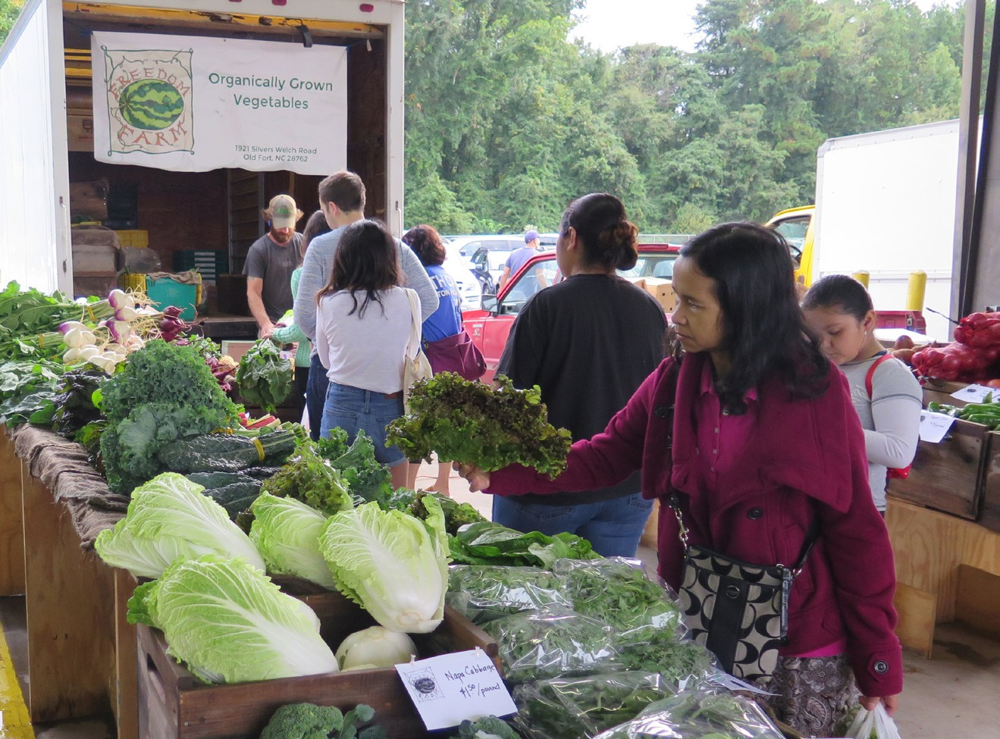 FREEDOM
FARM
Organically Grown
Vegetables
1921 Silvers Welch Road
Old Fort, NC 28762
Napa Cabbage
$1.50/pound